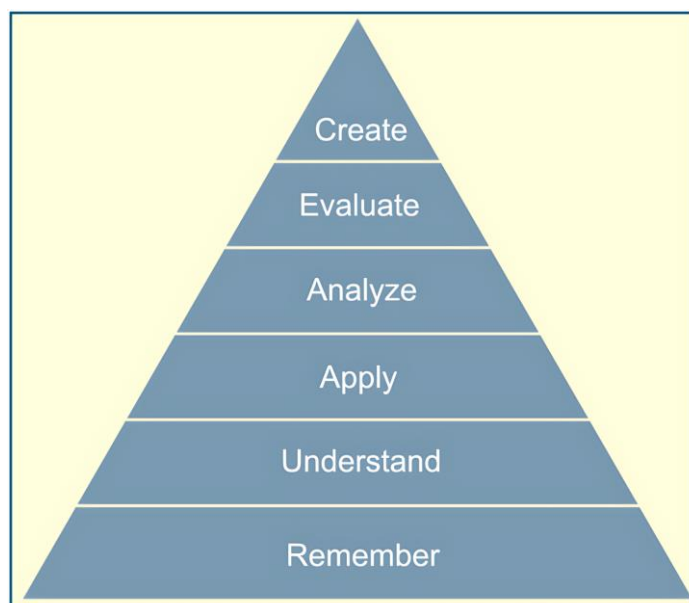 Create
Evaluate
Analyze
Apply
Understand
Remember